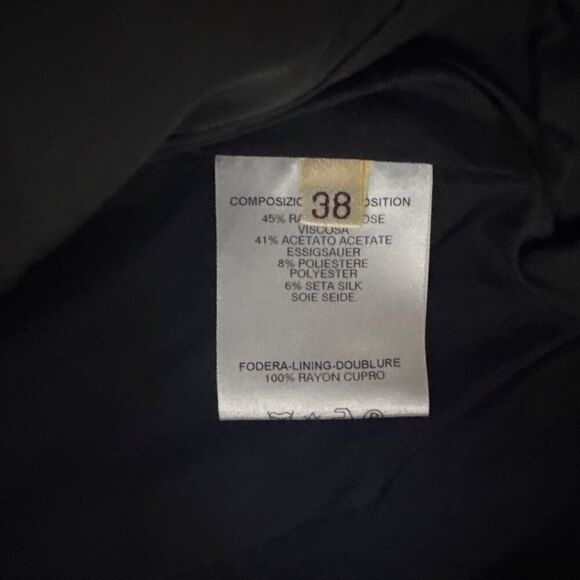 38
COMPOSIZIO OSITION
45% RA OSE
VISCOSA
41% ACETATO ACETATE
ESSIGSAUER
8% POLIESTERE
POLYESTER
6% SETA SILK
SOIE SEIDE
FODERA-LINING-DOUBLURE
100% RAYON CUPRO